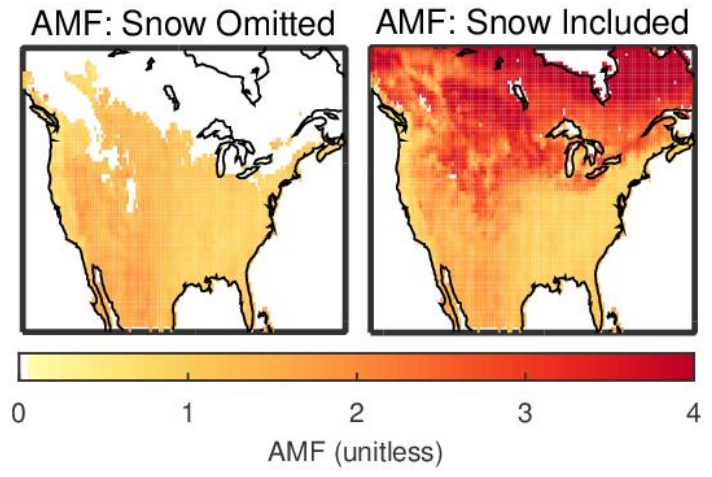 AMF: Snow Omitted
AMF: Snow Included
0 1 2 3 4
AMF (unitless)